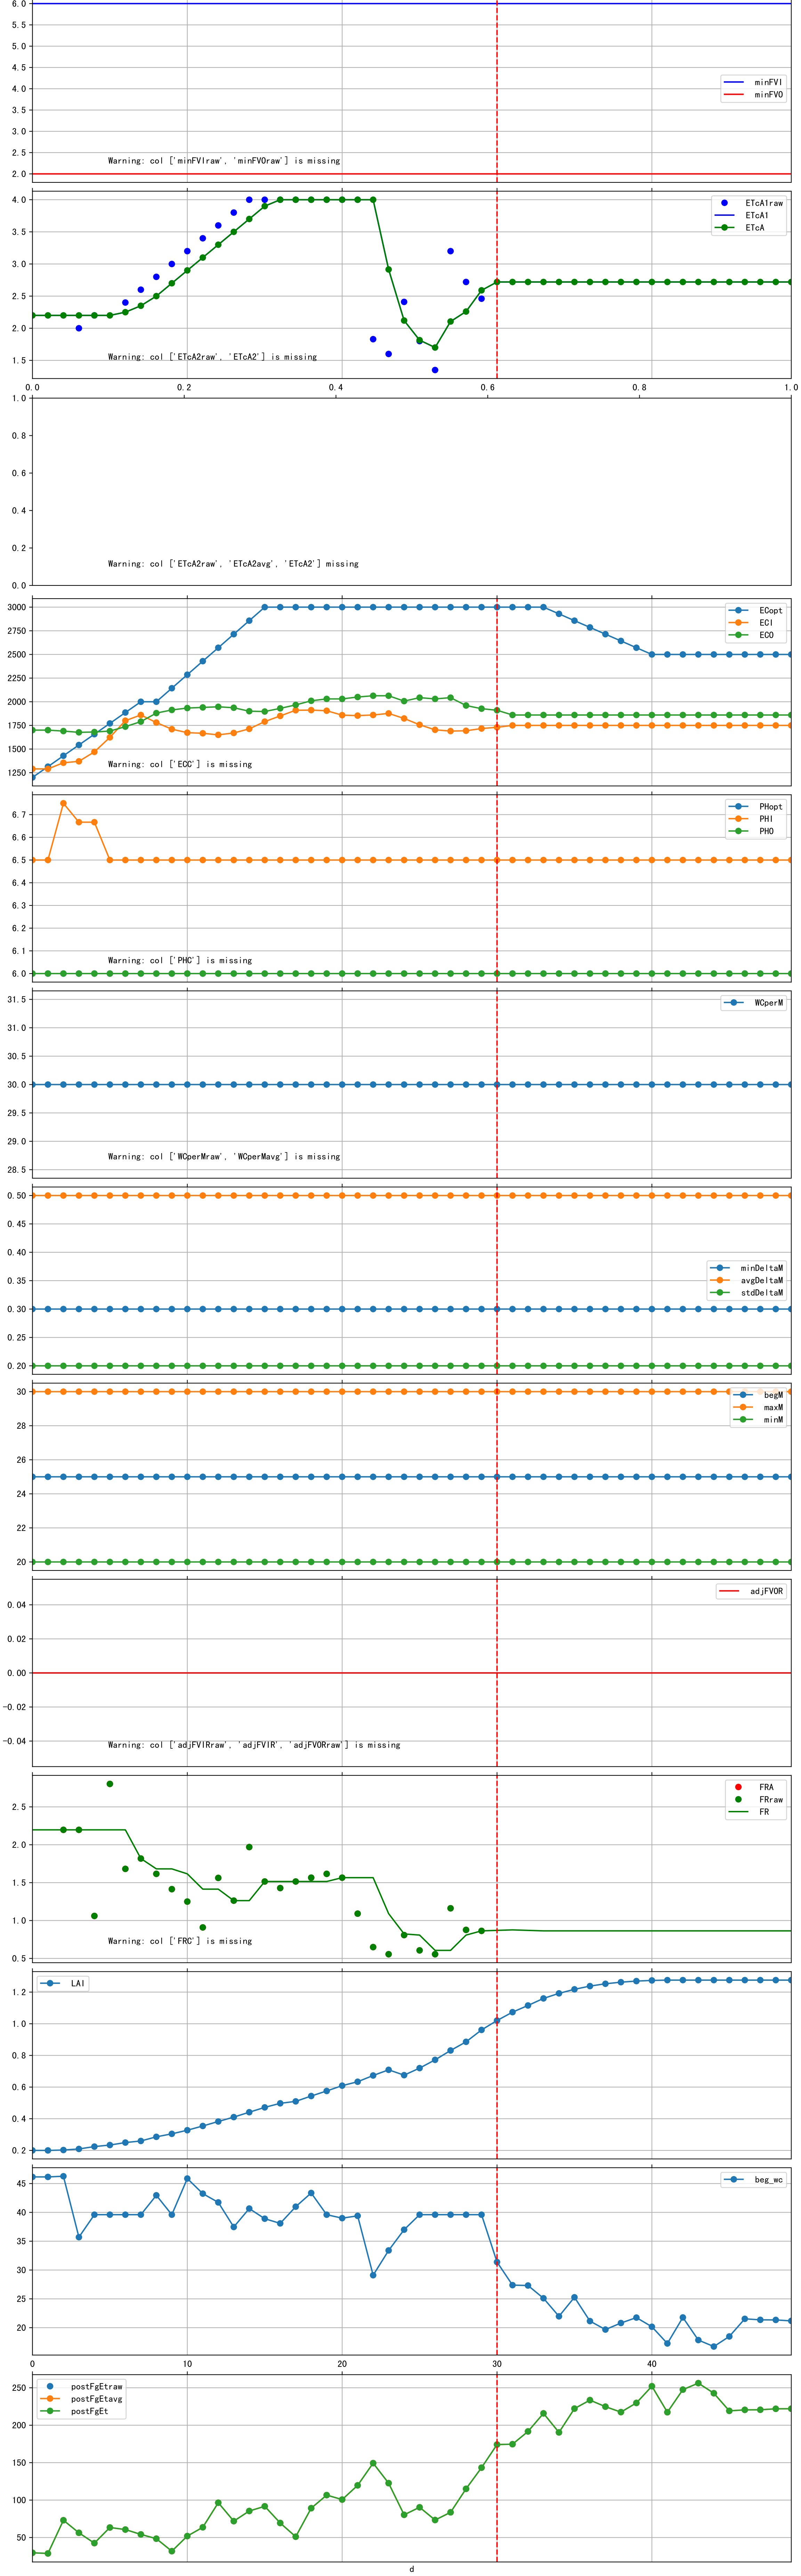 6.0
5.5
5.0
4.5
4.0
3.5
3.0
2.5
2.0
minFVI
minFVO
Warning: col ['minFVIraw', 'minFVOraw'] is missing
4.0
3.5
3.0
2.5
2.0
1.5
ETcA1raw
ETcA1
ETcA
Warning: col ['ETcA2raw', 'ETcA2'] is missing
0.0 0.2 0.4 0.6 0.8 1.0
1.0
0.8
0.6
0.4
0.2
0.0
Warning: col ['ETcA2raw', 'ETcA2avg', 'ETcA2'] missing
3000
2750
2500
2250
2000
1750
1500
1250
ECopt
ECI
ECO
Warning: col ['ECC'] is missing
6.7
6.6
6.5
6.4
6.3
6.2
6.1
6.0
PHopt
PHI
PHO
Warning: col ['PHC'] is missing
31.5
31.0
30.5
30.0
29.5
29.0
28.5
WCperM
Warning: col ['WCperMraw', 'WCperMavg'] is missing
0.50
0.45
0.40
0.35
0.30
0.25
0.20
minDeltaM
avgDeltaM
stdDeltaM
30
28
26
24
22
20
begM
maxM
minM
0.04
0.02
0.00
-0.02
-0.04
adjFVOR
Warning: col ['adjFVIRraw', 'adjFVIR', 'adjFVORraw'] is missing
2.5
2.0
1.5
1.0
0.5
FRA
FRraw
FR
Warning: col ['FRC'] is missing
1.2
1.0
0.8
0.6
0.4
0.2
LAI
45
40
35
30
25
20
beg_wc
0 10 20 30 40
250
200
150
100
50
postFgEtraw
postFgEtavg
postFgEt
d